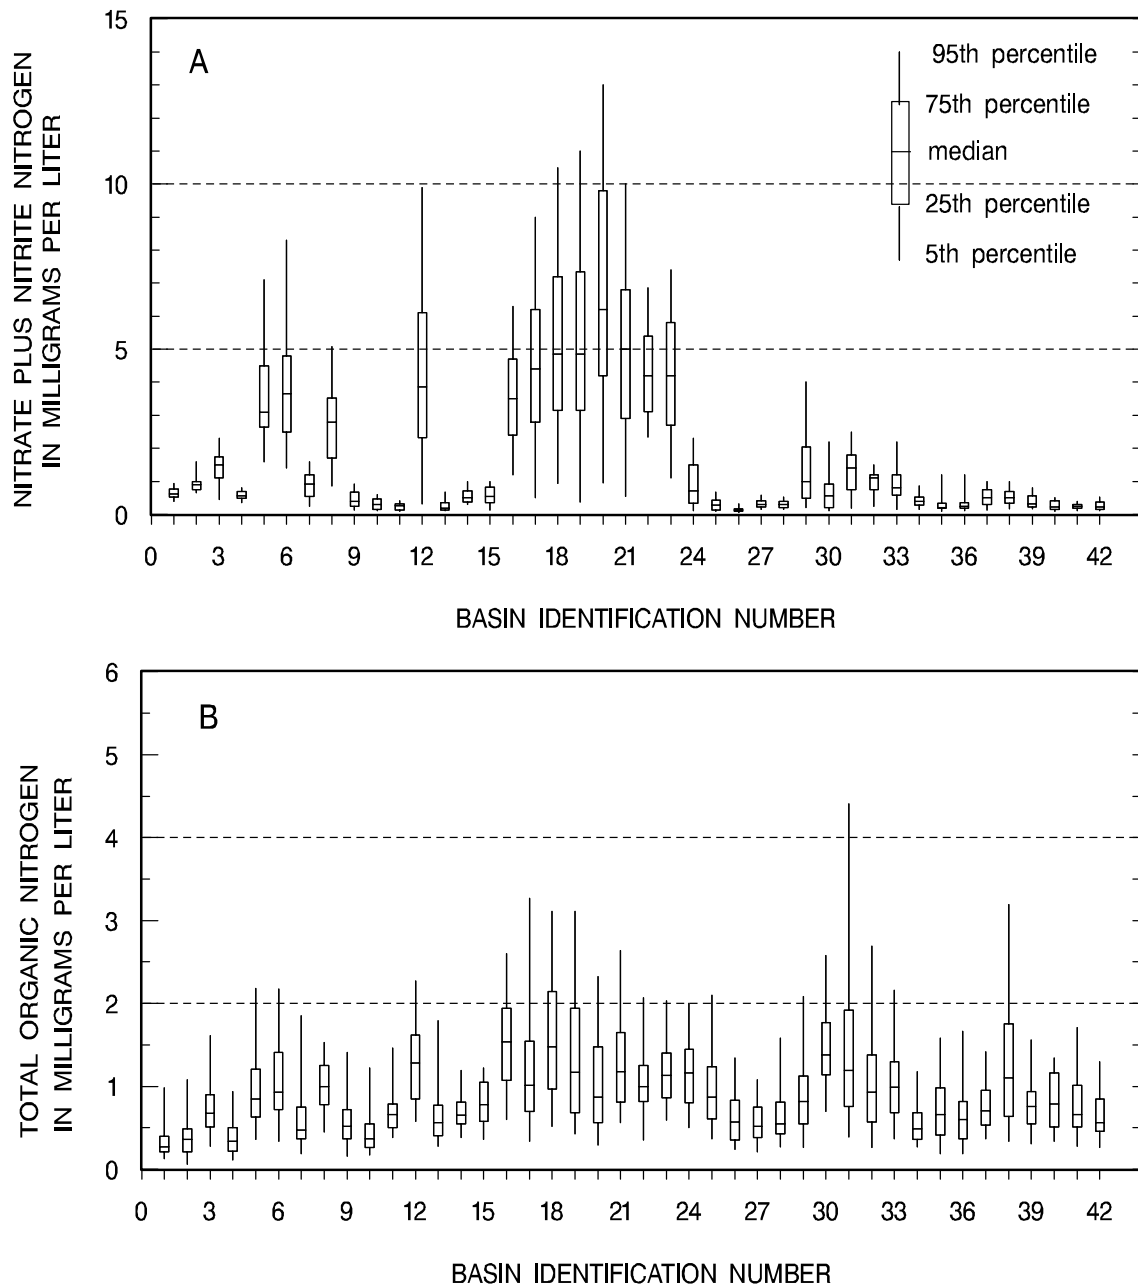 NITRATE PLUS NITRITE NITROGEN
IN MILLIGRAMS PER LITER
15
10
5
0
A
95th percentile
75th percentile
median
25th percentile
5th percentile
0 3 6 9 12 15 18 21 24 27 30 33 36 39 42
BASIN IDENTIFICATION NUMBER
TOTAL ORGANIC NITROGEN
IN MILLIGRAMS PER LITER
6
5
4
3
2
1
0
B
0 3 6 9 12 15 18 21 24 27 30 33 36 39 42
BASIN IDENTIFICATION NUMBER